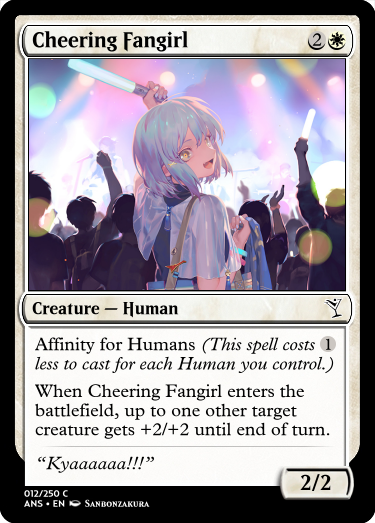 Cheering Fangirl 2
Creature — Human
Affinity for Humans (This spell costs 1
less to cast for each Human you control.)
When Cheering Fangirl enters the
battlefield, up to one other target
creature gets +2/+2 until end of turn.
“Kyaaaaaa!!!”
2/2
012/250 C
ANS • EN Sanbonzakura